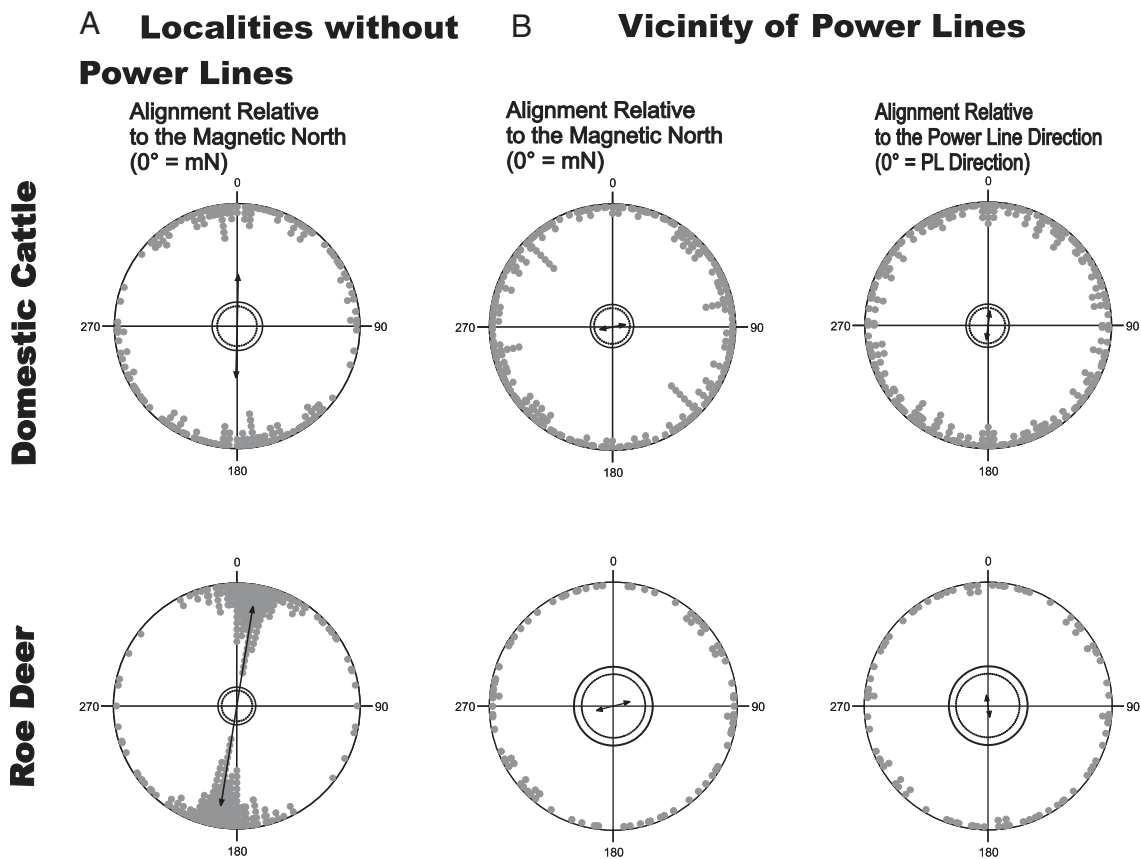 A Localities without
Power Lines
B Vicinity of Power Lines
Alignment Relative
to the Magnetic North
(0° = mN)
Alignment Relative
to the Magnetic North
(0° = mN)
Alignment Relative
to the Power Line Direction
(0° = PL Direction)
Domestic Cattle
0
270
90
180
0
270
90
180
0
270
90
180
Roe Deer
0
270
90
180
0
270
90
180
0
270
90
180